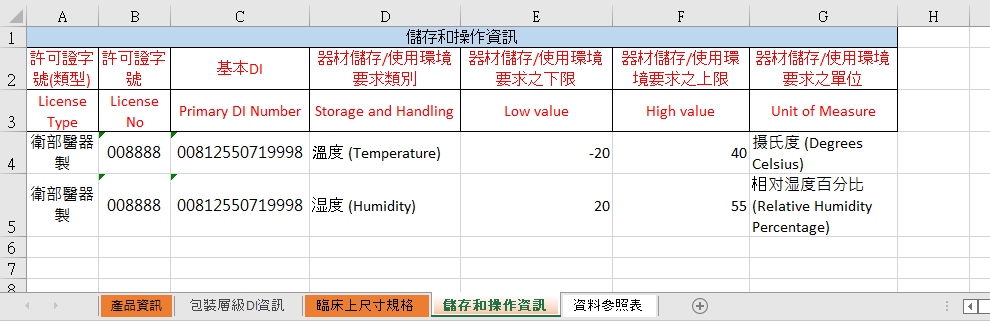 A B C D E F G H
1 儲存和操作資訊
許可證字 許可證字 器材儲存/使用環境 器材儲存/使用環境 器材儲存/使用環 器材儲存/使用環境
2 號(類型) 號 基本DI 要求類別 要求之下限 境要求之上限 要求之單位
License License
3 Type No Primary DI Number Storage and Handling Low value High value Unit of Measure
衛部醫器 摄氏度 (Degrees
4 製 008888 00812550719998 溫度 (Temperature) -20 40 Celsius)
相对湿度百分比
衛部醫器 (Relative Humidity
5 製 008888 00812550719998 湿度 (Humidity) 20 55 Percentage)
6
7
8
產品資訊 包裝層級DI資訊 臨床上尺寸規格 儲存和操作資訊 資料參照表